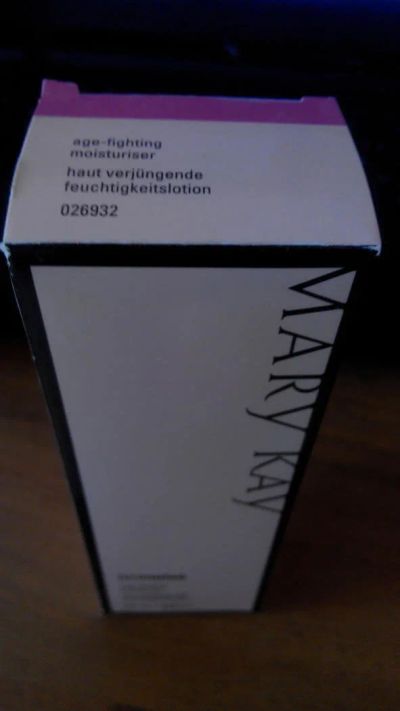 age-fighting
moisturiser
haut verjüngende
feuchtigkeitslotion
026932
MARY KAY